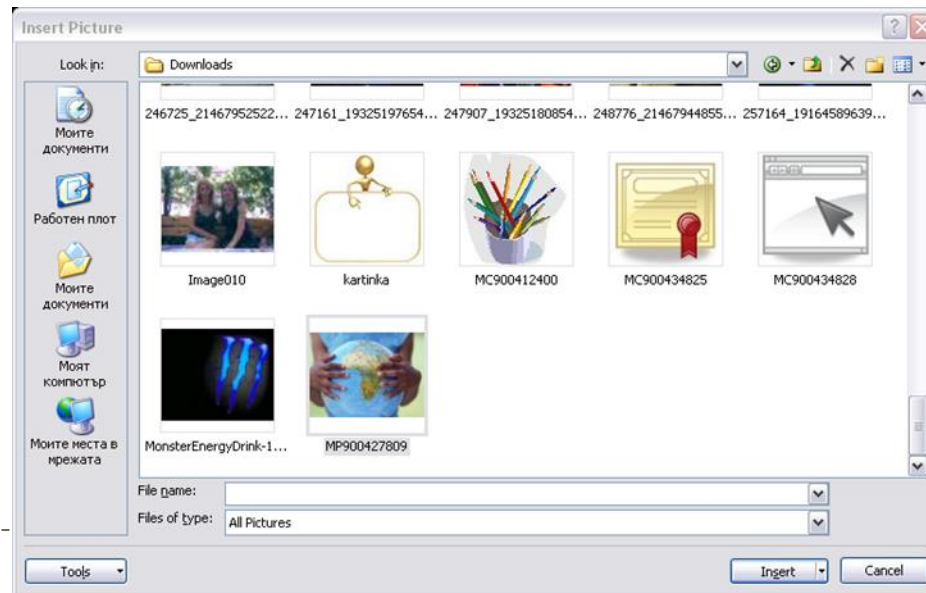 Insert Picture
Look in:
Downloads
Моите
документи
Работен плот
Моите
документи
Моят
компютър
Моите места в
мрежата
246725_21467952522... 247161_19325197654... 247907_19325180854... 248776_21467944855... 257164_19164589639...
Image010 kartinka MC900412400 MC900434825 MC900434828
MonsterEnergyDrink-1... MP900427809
File name:
Files of type: All Pictures
Tools Insert Cancel